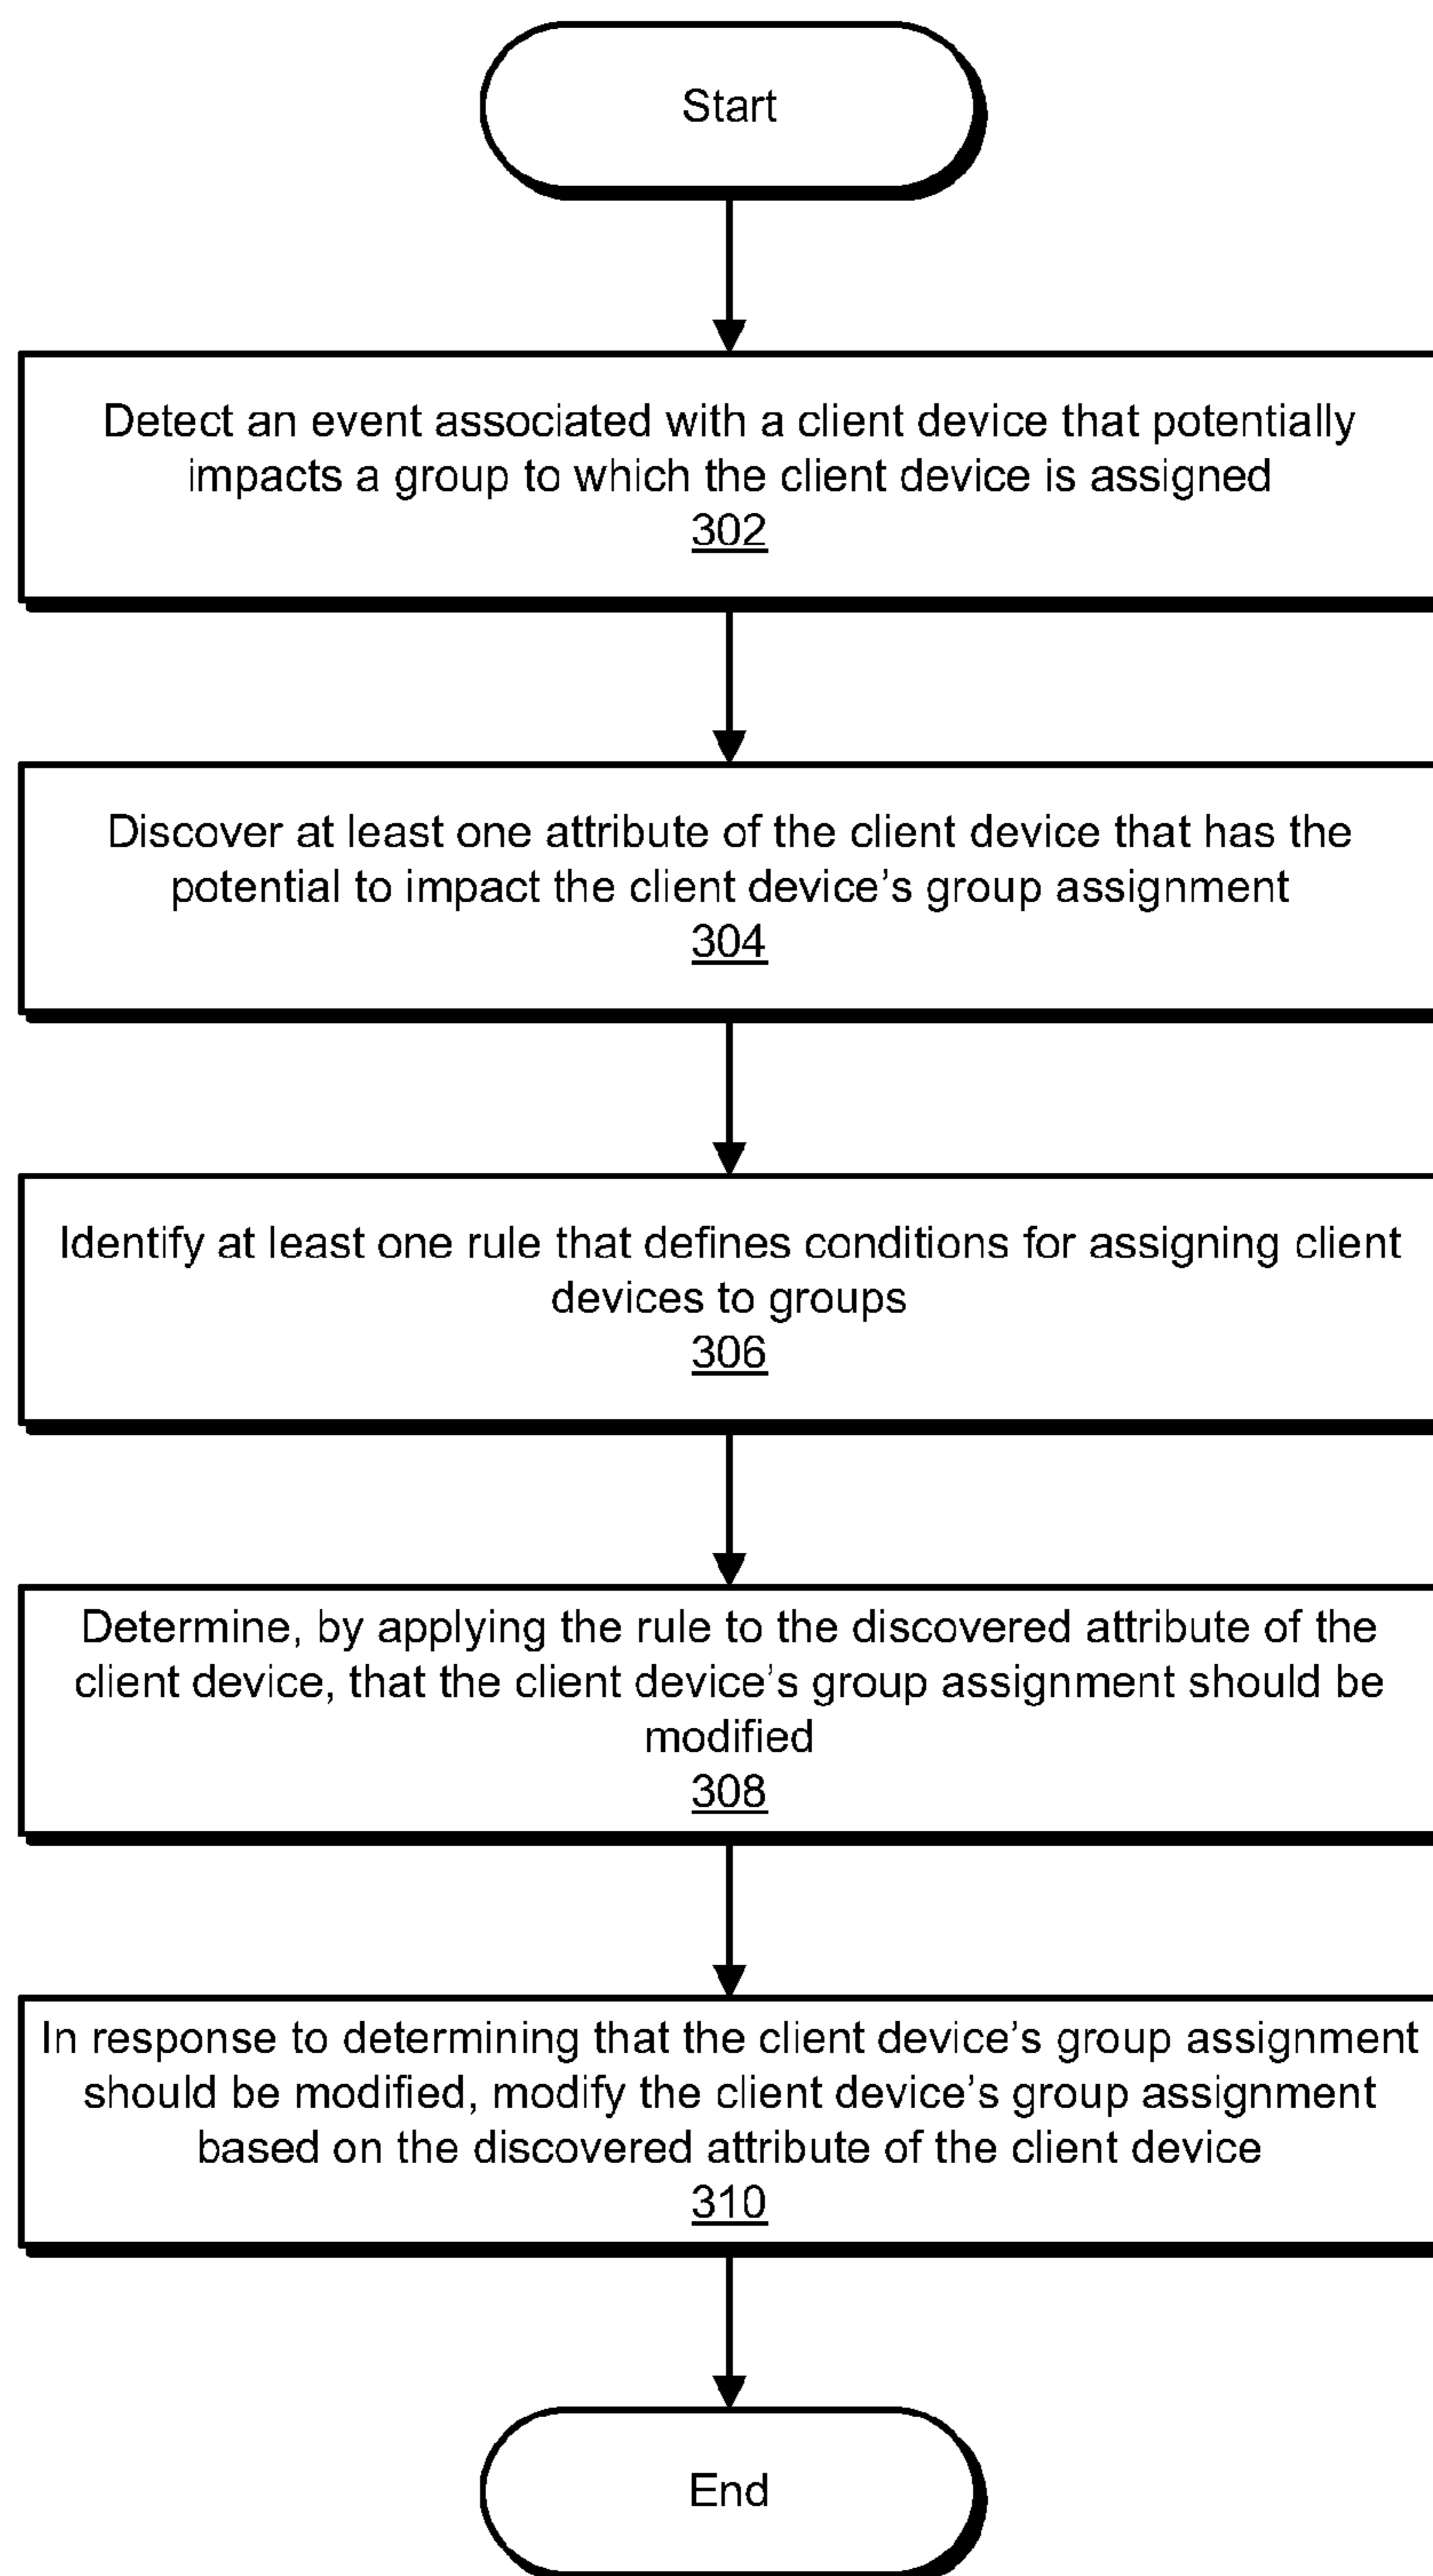 Start
Detect an event associated with a client device that potentially
impacts a group to which the client device is assigned
302
Discover at least one attribute of the client device that has the
potential to impact the client device’s group assignment
304
Identify at least one rule that defines conditions for assigning client
devices to groups
306
Determine, by applying the rule to the discovered attribute of the
client device, that the client device’s group assignment should be
modified
308
In response to determining that the client device’s group assignment
should be modified, modify the client device’s group assignment
based on the discovered attribute of the client device
310
End